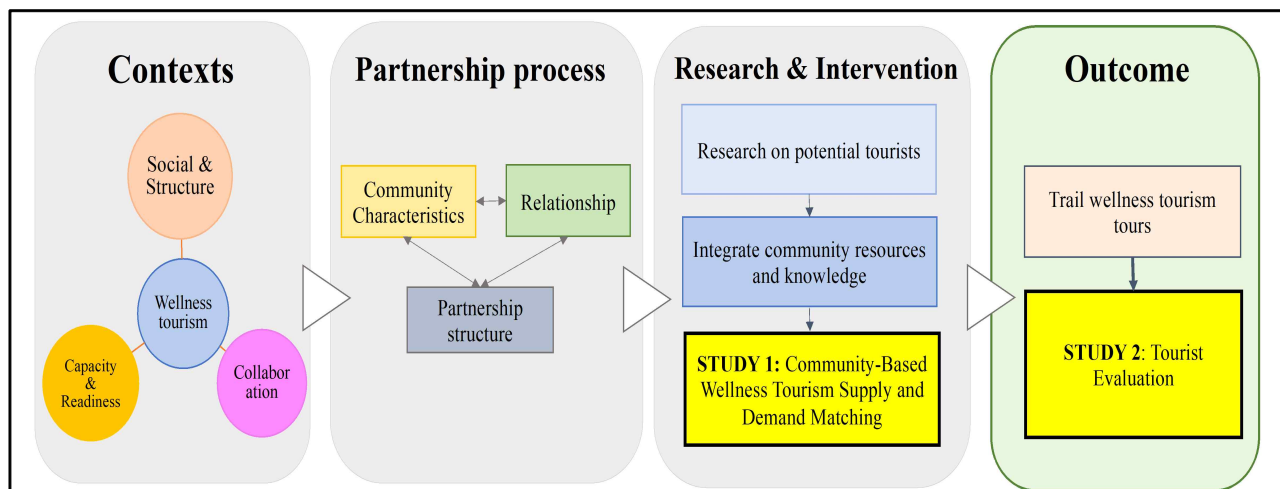 Contexts
Social &
Structure
Wellness
tourism
Capacity
&
Readiness
Collabor
ation
Partnership process
Community
Characteristics
Relationship
Partnership
structure
Research & Intervention
Research on potential tourists
Integrate community resources
and knowledge
STUDY 1: Community-Based
Wellness Tourism Supply and
Demand Matching
Outcome
Trail wellness tourism
tours
STUDY 2: Tourist
Evaluation